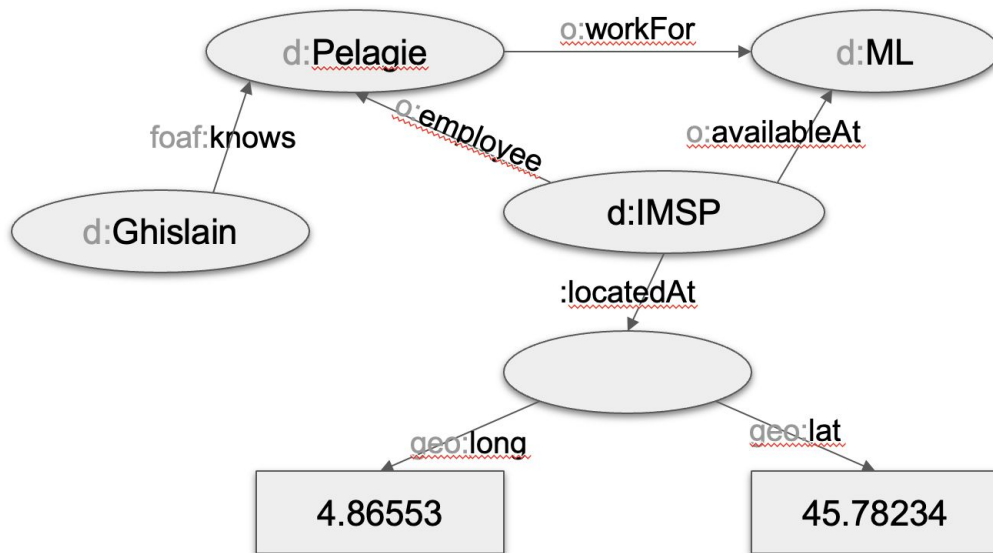 o:workFor
d:Pelagie
d:ML
o:employee
foaf:knows
o:availableAt
d:IMSP
d:Ghislain
:locatedAt
geo:long
geo:lat
4.86553
45.78234